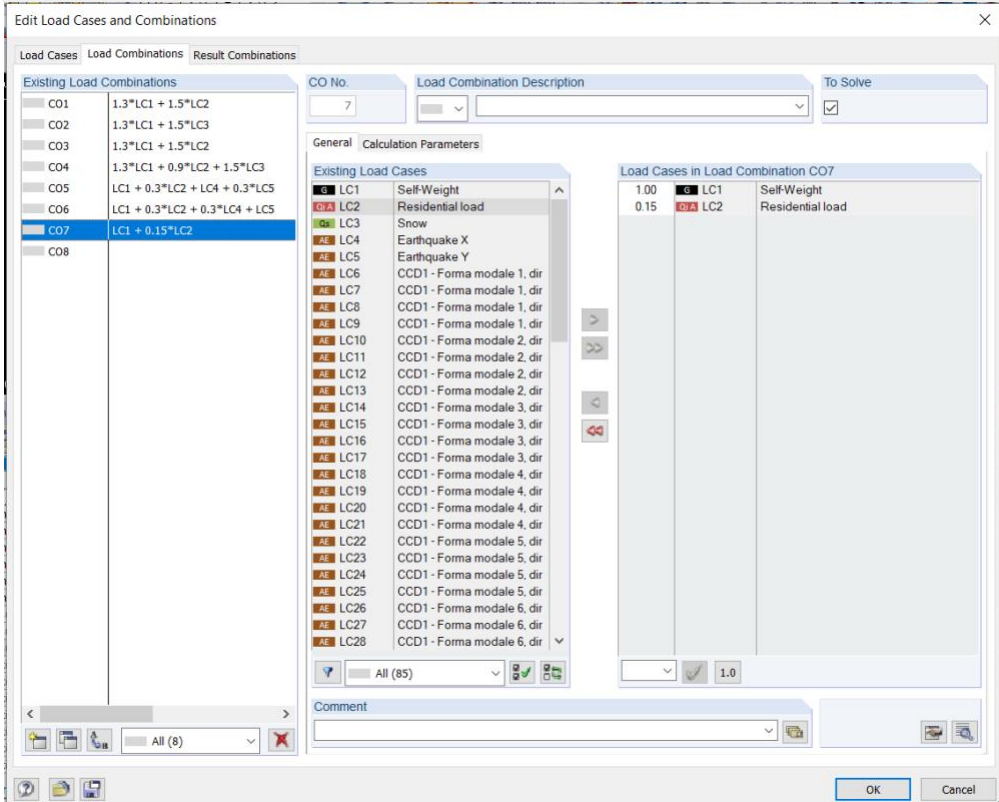 Edit Load Cases and Combinations
Load Cases Load Combinations Result Combinations
Existing Load Combinations
CO1 1.3*LC1 + 1.5*LC2
CO2 1.3*LC1 + 1.5*LC3
CO3 1.3*LC1 + 1.5*LC2
CO4 1.3*LC1 + 0.9*LC2 + 1.5*LC3
CO5 LC1 + 0.3*LC2 + LC4 + 0.3*LC5
CO6 LC1 + 0.3*LC2 + 0.3*LC4 + LC5
CO7 LC1 + 0.15*LC2
CO8
All (8)
CO No.
7
Load Combination Description
To Solve
General Calculation Parameters
Existing Load Cases
G LC1 Self-Weight
Qi A LC2 Residential load
Qs LC3 Snow
AE LC4 Earthquake X
AE LC5 Earthquake Y
AE LC6 CCD1 - Forma modale 1, dir
AE LC7 CCD1 - Forma modale 1, dir
AE LC8 CCD1 - Forma modale 1, dir
AE LC9 CCD1 - Forma modale 1, dir
AE LC10 CCD1 - Forma modale 2, dir
AE LC11 CCD1 - Forma modale 2, dir
AE LC12 CCD1 - Forma modale 2, dir
AE LC13 CCD1 - Forma modale 2, dir
AE LC14 CCD1 - Forma modale 3, dir
AE LC15 CCD1 - Forma modale 3, dir
AE LC16 CCD1 - Forma modale 3, dir
AE LC17 CCD1 - Forma modale 3, dir
AE LC18 CCD1 - Forma modale 4, dir
AE LC19 CCD1 - Forma modale 4, dir
AE LC20 CCD1 - Forma modale 4, dir
AE LC21 CCD1 - Forma modale 4, dir
AE LC22 CCD1 - Forma modale 5, dir
AE LC23 CCD1 - Forma modale 5, dir
AE LC24 CCD1 - Forma modale 5, dir
AE LC25 CCD1 - Forma modale 5, dir
AE LC26 CCD1 - Forma modale 6, dir
AE LC27 CCD1 - Forma modale 6, dir
AE LC28 CCD1 - Forma modale 6, dir
All (85)
Load Cases in Load Combination CO7
1.00 G LC1 Self-Weight
0.15 Qi A LC2 Residential load
1.0
Comment
OK Cancel